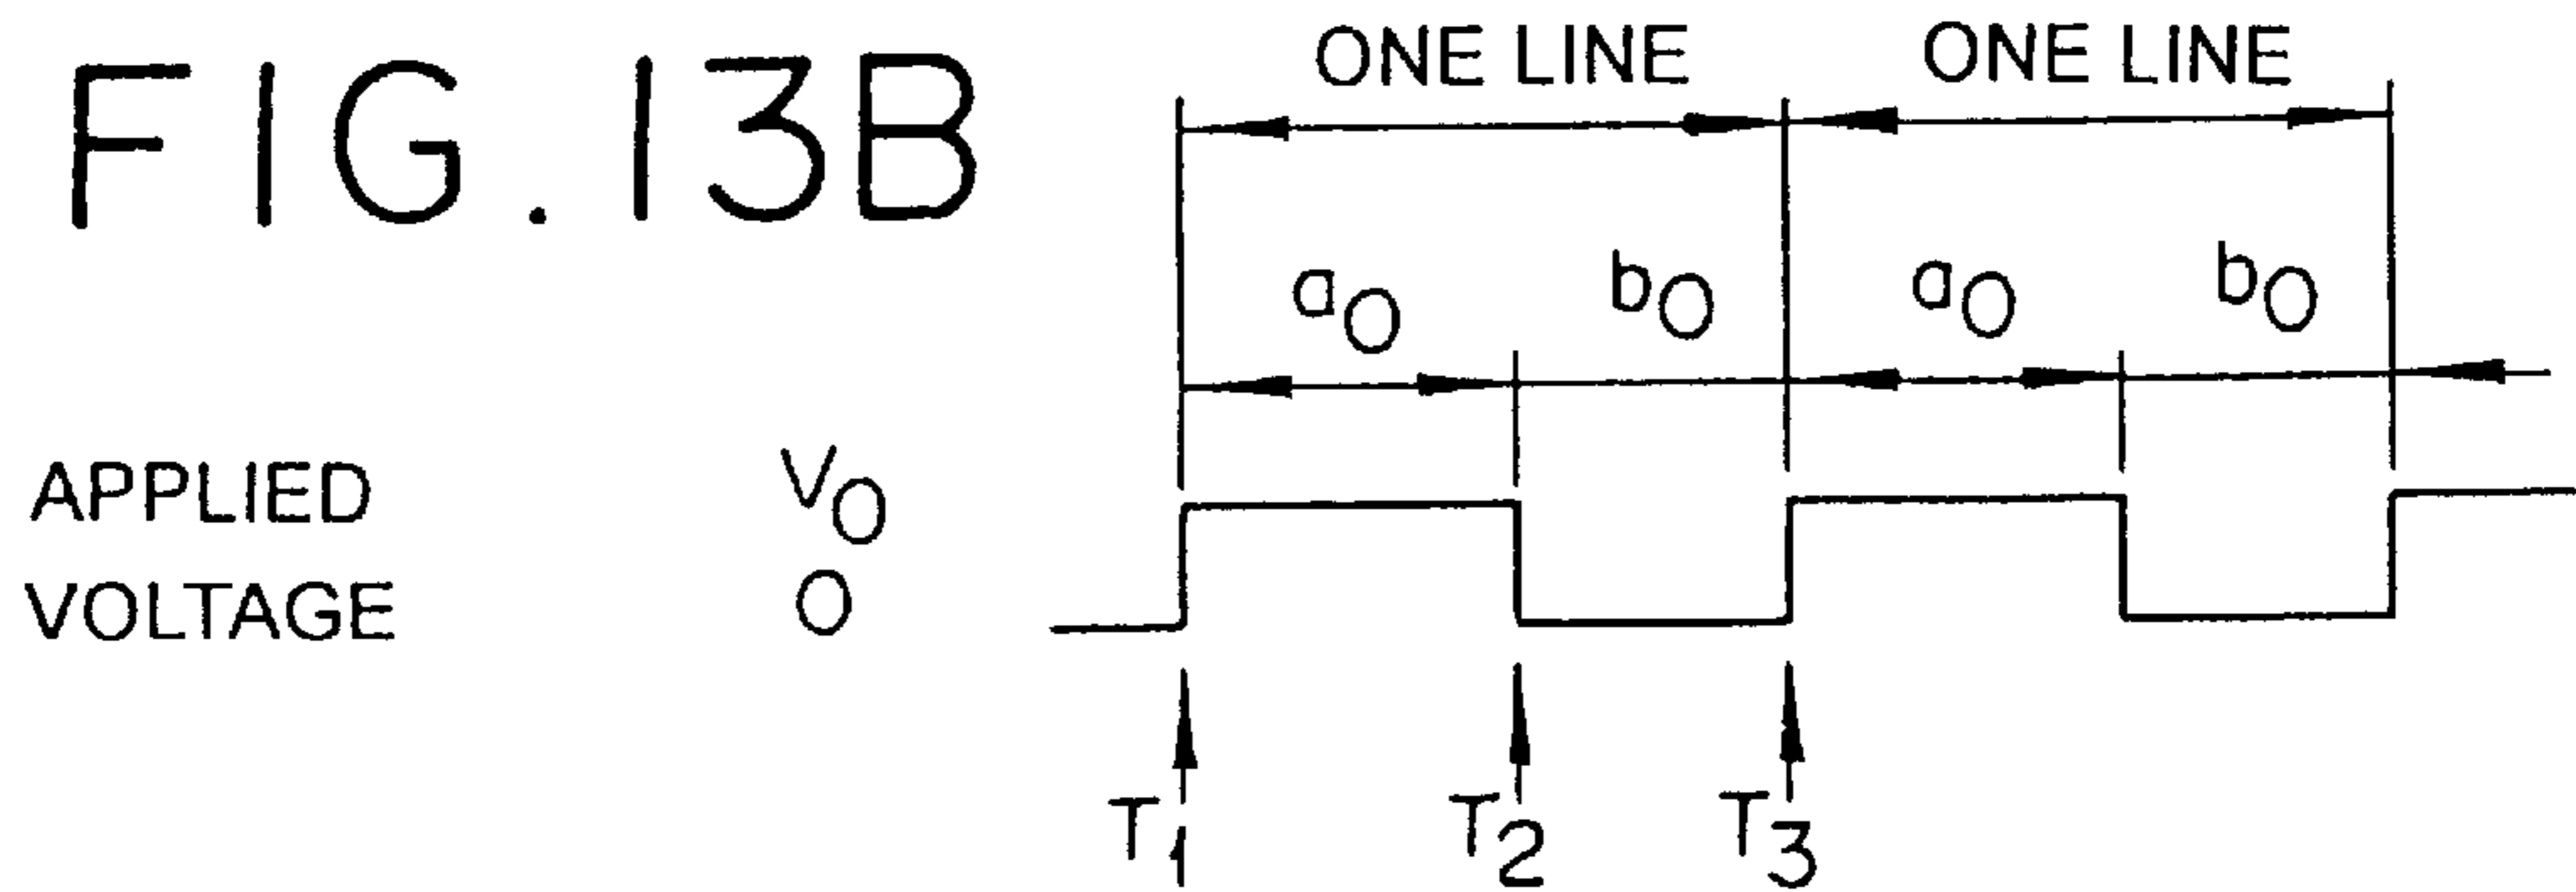 FIG. 13B
ONE LINE ONE LINE
a0 b0 a0 b0
APPLIED V0
VOLTAGE 0
T1 T2 T3